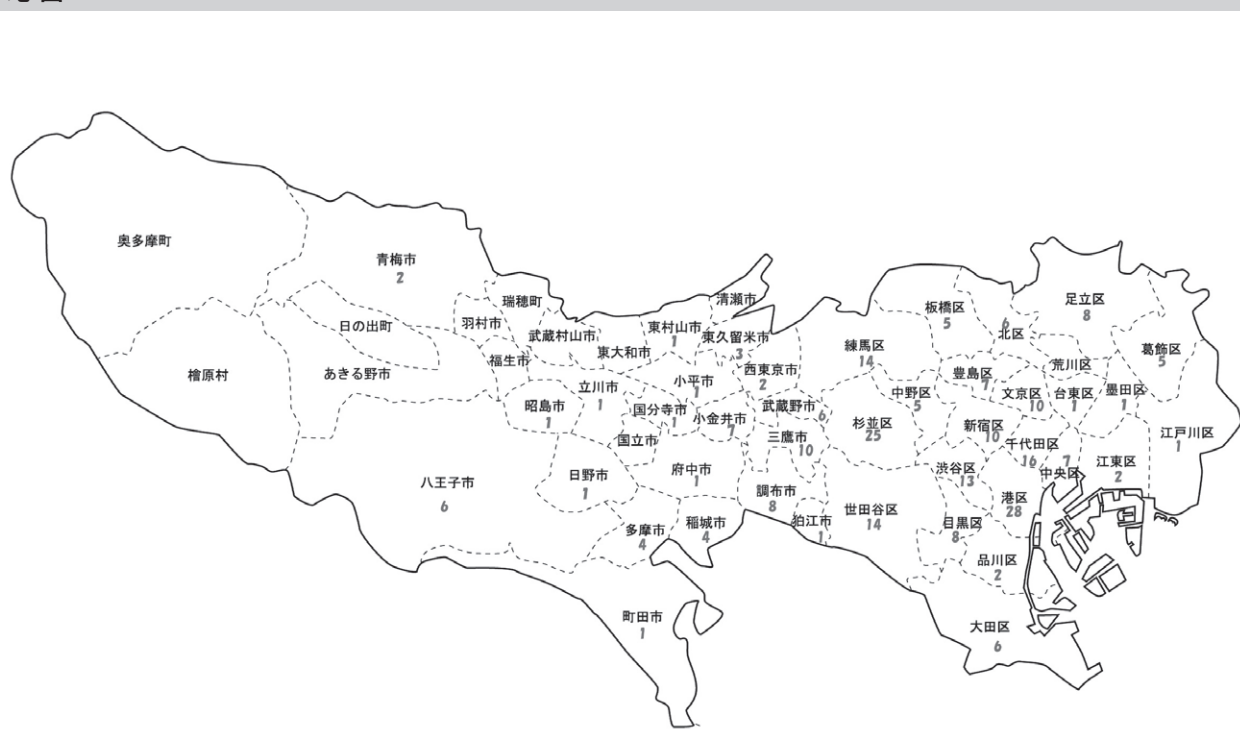 奥多摩町
青梅市
2
瑞穂町
羽村市
日の出町
檜原村
あきる野市
福生市
武蔵村山市
東大和市
東村山市
1
清瀬市
東久留米市
3
西東京市
2
小平市
1
立川市
1
昭島市
1
国分寺市
1
小金井市
7
武蔵野市
6
三鷹市
10
国立市
八王子市
6
日野市
1
府中市
1
調布市
8
狛江市
1
多摩市
4
稲城市
4
町田市
1
板橋区
5
6
北区
足立区
8
練馬区
14
豊島区
7
荒川区
葛飾区
5
中野区
5
文京区
10
台東区
1
墨田区
1
杉並区
25
新宿区
10
千代田区
16
7
中央区
江東区
2
江戸川区
1
渋谷区
13
港区
28
世田谷区
14
目黒区
8
品川区
2
大田区
6